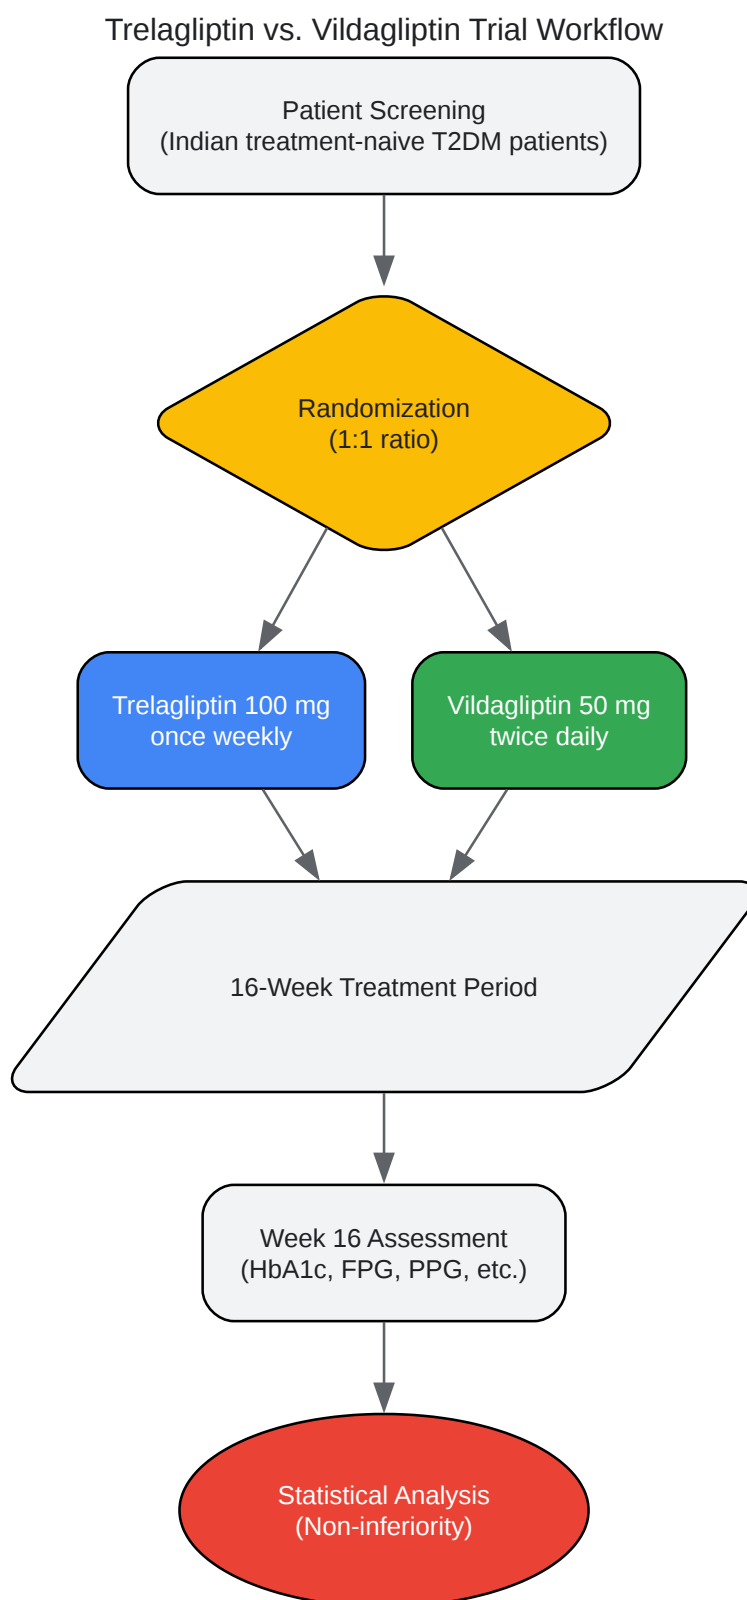 Trelagliptin vs. Vildagliptin Trial Workflow
Patient Screening
(Indian treatment-naive T2DM patients)
Randomization
(1:1 ratio)
Trelagliptin 100 mg
once weekly
Vildagliptin 50 mg
twice daily
16-Week Treatment Period
Week 16 Assessment
(HbA1c, FPG, PPG, etc.)
Statistical Analysis
(Non-inferiority)